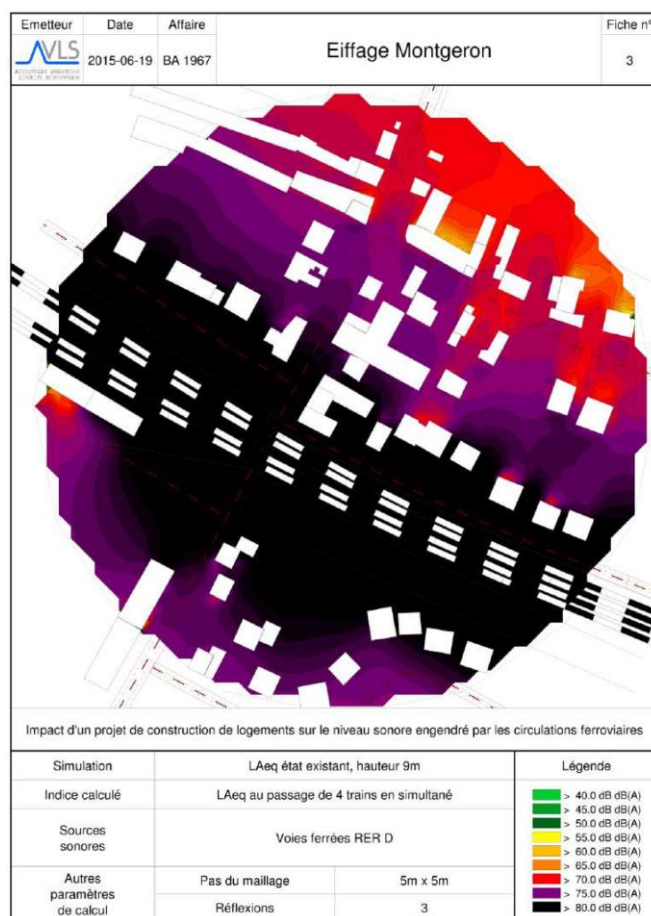 Emetteur Date Affaire Fiche n°
AVLS 2015-06-19 BA 1967 Eiffage Montgeron 3
Impact d'un projet de construction de logements sur le niveau sonore engendré par les circulations ferroviaires
Simulation LAeq état existant, hauteur 9m Légende
Indice calculé LAeq au passage de 4 trains en simultané
Sources
sonores
Voies ferrées RER D
Autres
paramètres
de calcul
Pas du maillage 5m x 5m
Réflexions 3
> 40.0 dB dB(A)
> 45.0 dB dB(A)
> 50.0 dB dB(A)
> 55.0 dB dB(A)
> 60.0 dB dB(A)
> 65.0 dB dB(A)
> 70.0 dB dB(A)
> 75.0 dB dB(A)
> 80.0 dB dB(A)